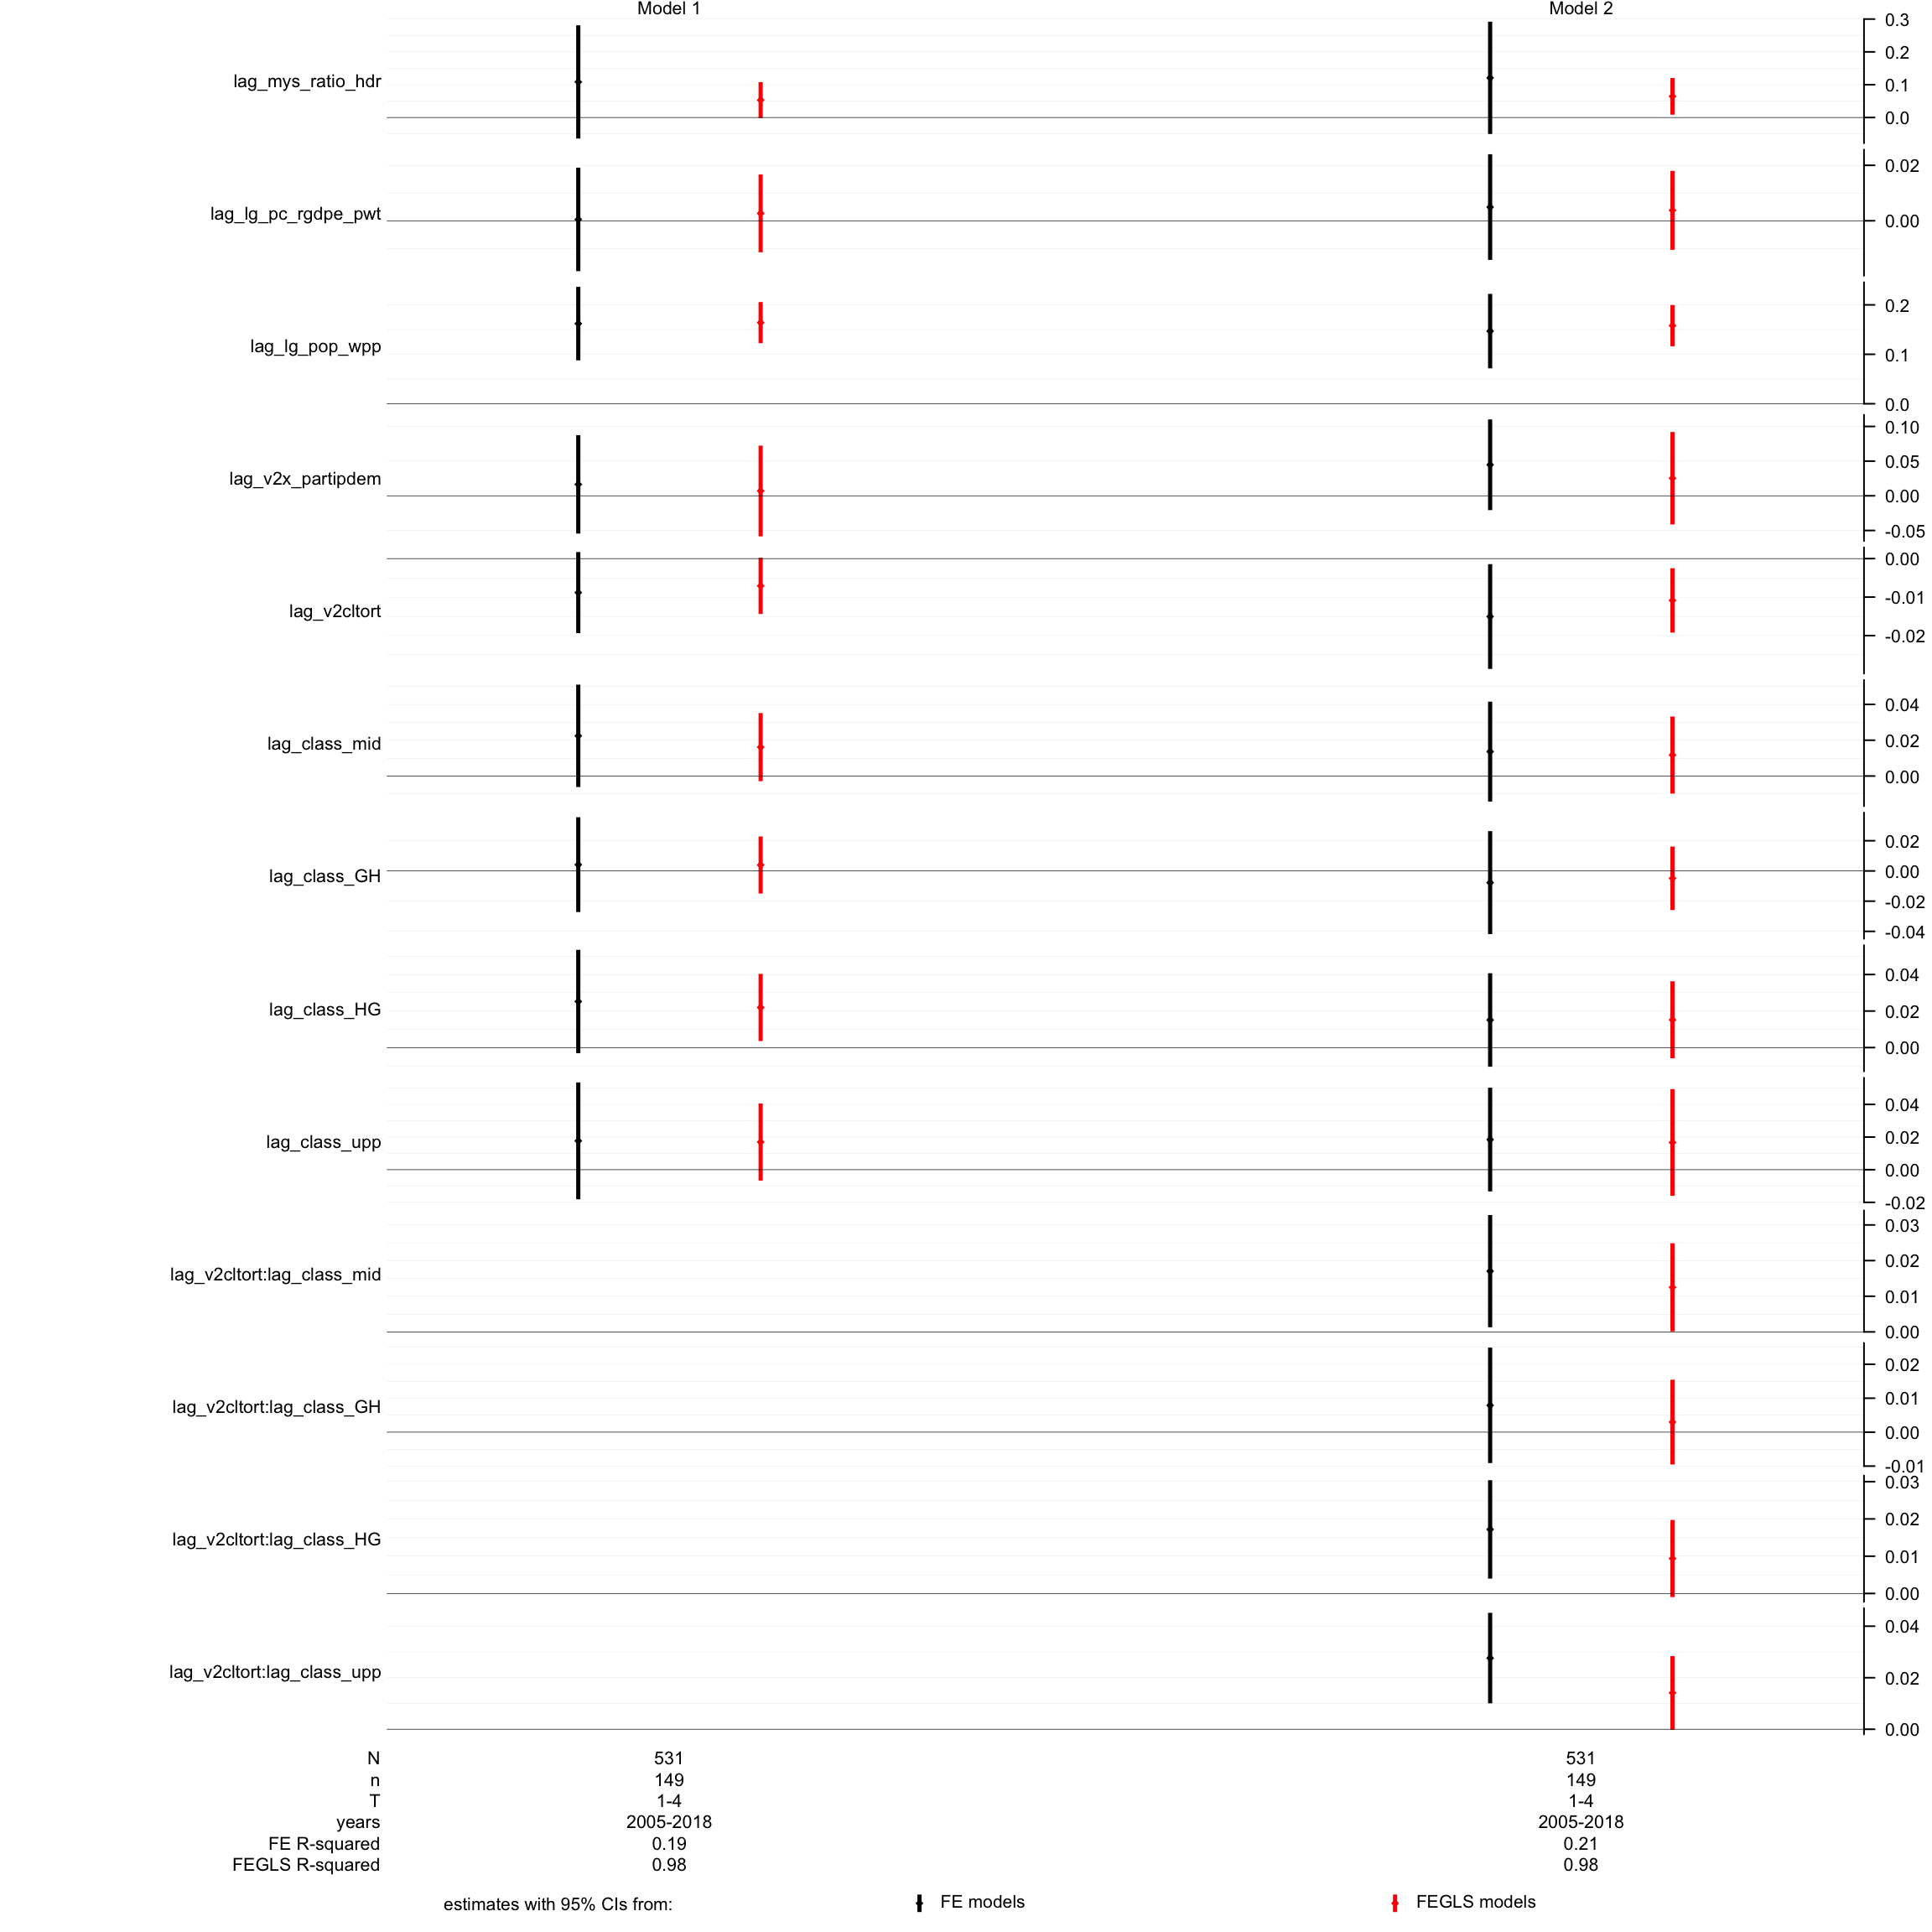 Model 1 Model 2
lag_mys_ratio_hdr
0.3
0.2
0.1
0.0
lag_lg_pc_rgdpe_pwt
0.02
0.00
lag_lg_pop_wpp
0.2
0.1
0.0
lag_v2x_partipdem
0.10
0.05
0.00
-0.05
lag_v2cltort
0.00
-0.01
-0.02
lag_class_mid
0.04
0.02
0.00
lag_class_GH
0.02
0.00
-0.02
-0.04
lag_class_HG
0.04
0.02
0.00
lag_class_upp
0.04
0.02
0.00
-0.02
lag_v2cltort:lag_class_mid
0.03
0.02
0.01
0.00
lag_v2cltort:lag_class_GH
0.02
0.01
0.00
-0.01
lag_v2cltort:lag_class_HG
0.03
0.02
0.01
0.00
lag_v2cltort:lag_class_upp
0.04
0.02
0.00
N 531 531
n 149 149
T 1-4 1-4
years 2005-2018 2005-2018
FE R-squared 0.19 0.21
FEGLS R-squared 0.98 0.98
estimates with 95% CIs from: FE models FEGLS models